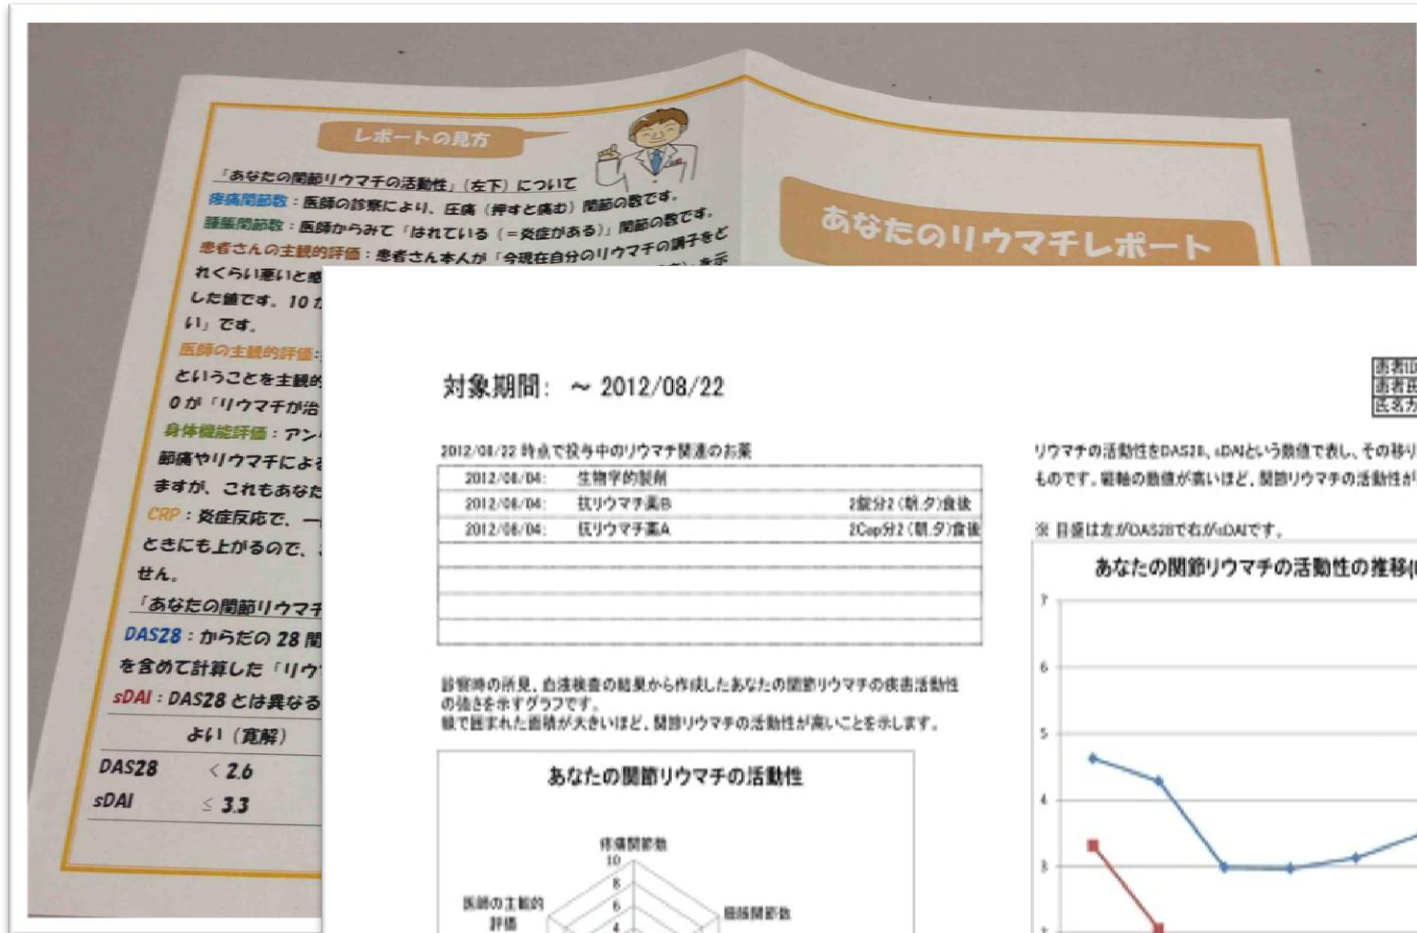 レポートの見方
「あなたの関節リウマチの活動性」(左下)について
疼痛関節数:医師の診察により、圧痛(押すと痛む)関節の数です。
腫脹関節数:医師からみて「はれている(=炎症がある)」関節の数です。
患者さんの主観的評価:患者さん本人が「今現在自分のリウマチの調子をど
れくらい悪いと感
を示
した値です。10が
い」です。
医師の主観的評価:
ということを主観的
0が「リウマチが治
身体機能評価:アン
節痛やリウマチによる
ますが、これもあなた
CRP:炎症反応で、一
ときにも上がるので、
せん。
「あなたの関節リウマチ
DAS28:からだの28関
を含めて計算した「リウ
sDAI:DAS28とは異なる
よい(寛解)
DAS28 < 2.6
sDAI ≦ 3.3
あなたのリウマチレポート
対象期間: ~ 2012/08/22
患者ID
患者氏
氏名カ
2012/08/22 時点で投与中のリウマチ関連のお薬
2012/08/04: 生物学的製剤
2012/08/04: 抗リウマチ薬B 2錠分2(朝,夕)食後
2012/08/04: 抗リウマチ薬A 2Cap分2(朝,夕)食後
診察時の所見、血液検査の結果から作成したあなたの関節リウマチの疾患活動性
の強さを示すグラフです。
線で囲まれた面積が大きいほど、関節リウマチの活動性が高いことを示します。
あなたの関節リウマチの活動性
疼痛関節数
10
8
6
4
医師の主観的
評価
腫脹関節数
リウマチの活動性をDAS28、sDAIという数値で表し、その移り
ものです。縦軸の数値が高いほど、関節リウマチの活動性が
※ 目盛は左がDAS28で右がsDAIです。
あなたの関節リウマチの活動性の推移(
7
6
5
4
3